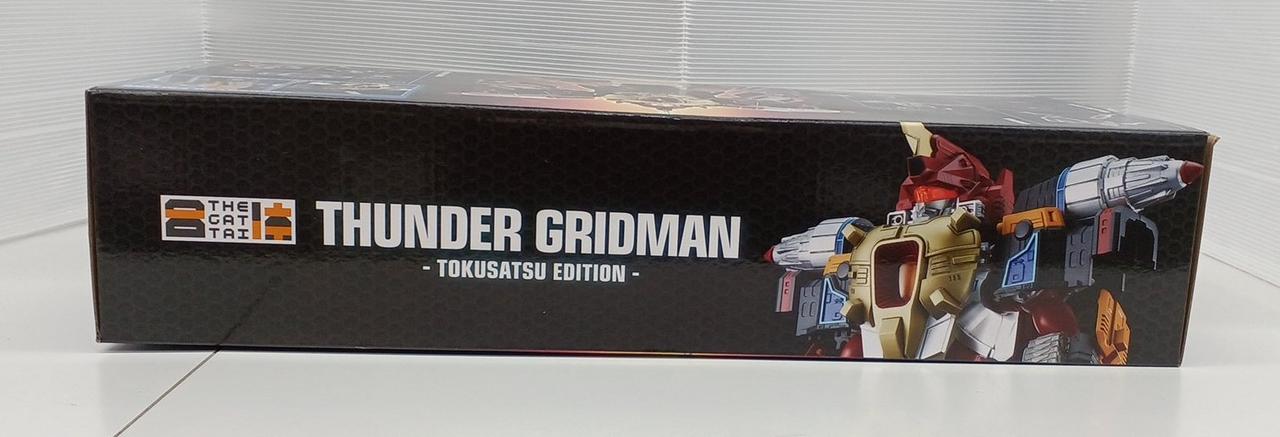 THE
GAT
TAI
THUNDER GRIDMAN
- TOKUSATSU EDITION -